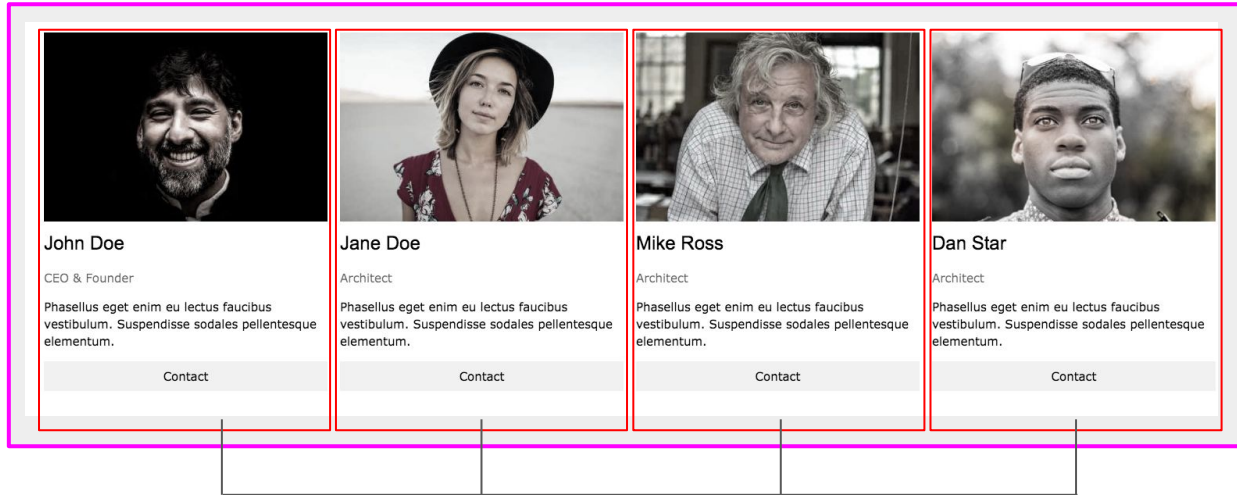 John Doe
CEO & Founder
Phasellus eget enim eu lectus faucibus
vestibulum. Suspendisse sodales pellentesque
elementum.
Contact
Jane Doe
Architect
Phasellus eget enim eu lectus faucibus
vestibulum. Suspendisse sodales pellentesque
elementum.
Contact
Mike Ross
Architect
Phasellus eget enim eu lectus faucibus
vestibulum. Suspendisse sodales pellentesque
elementum.
Contact
Dan Star
Architect
Phasellus eget enim eu lectus faucibus
vestibulum. Suspendisse sodales pellentesque
elementum.
Contact